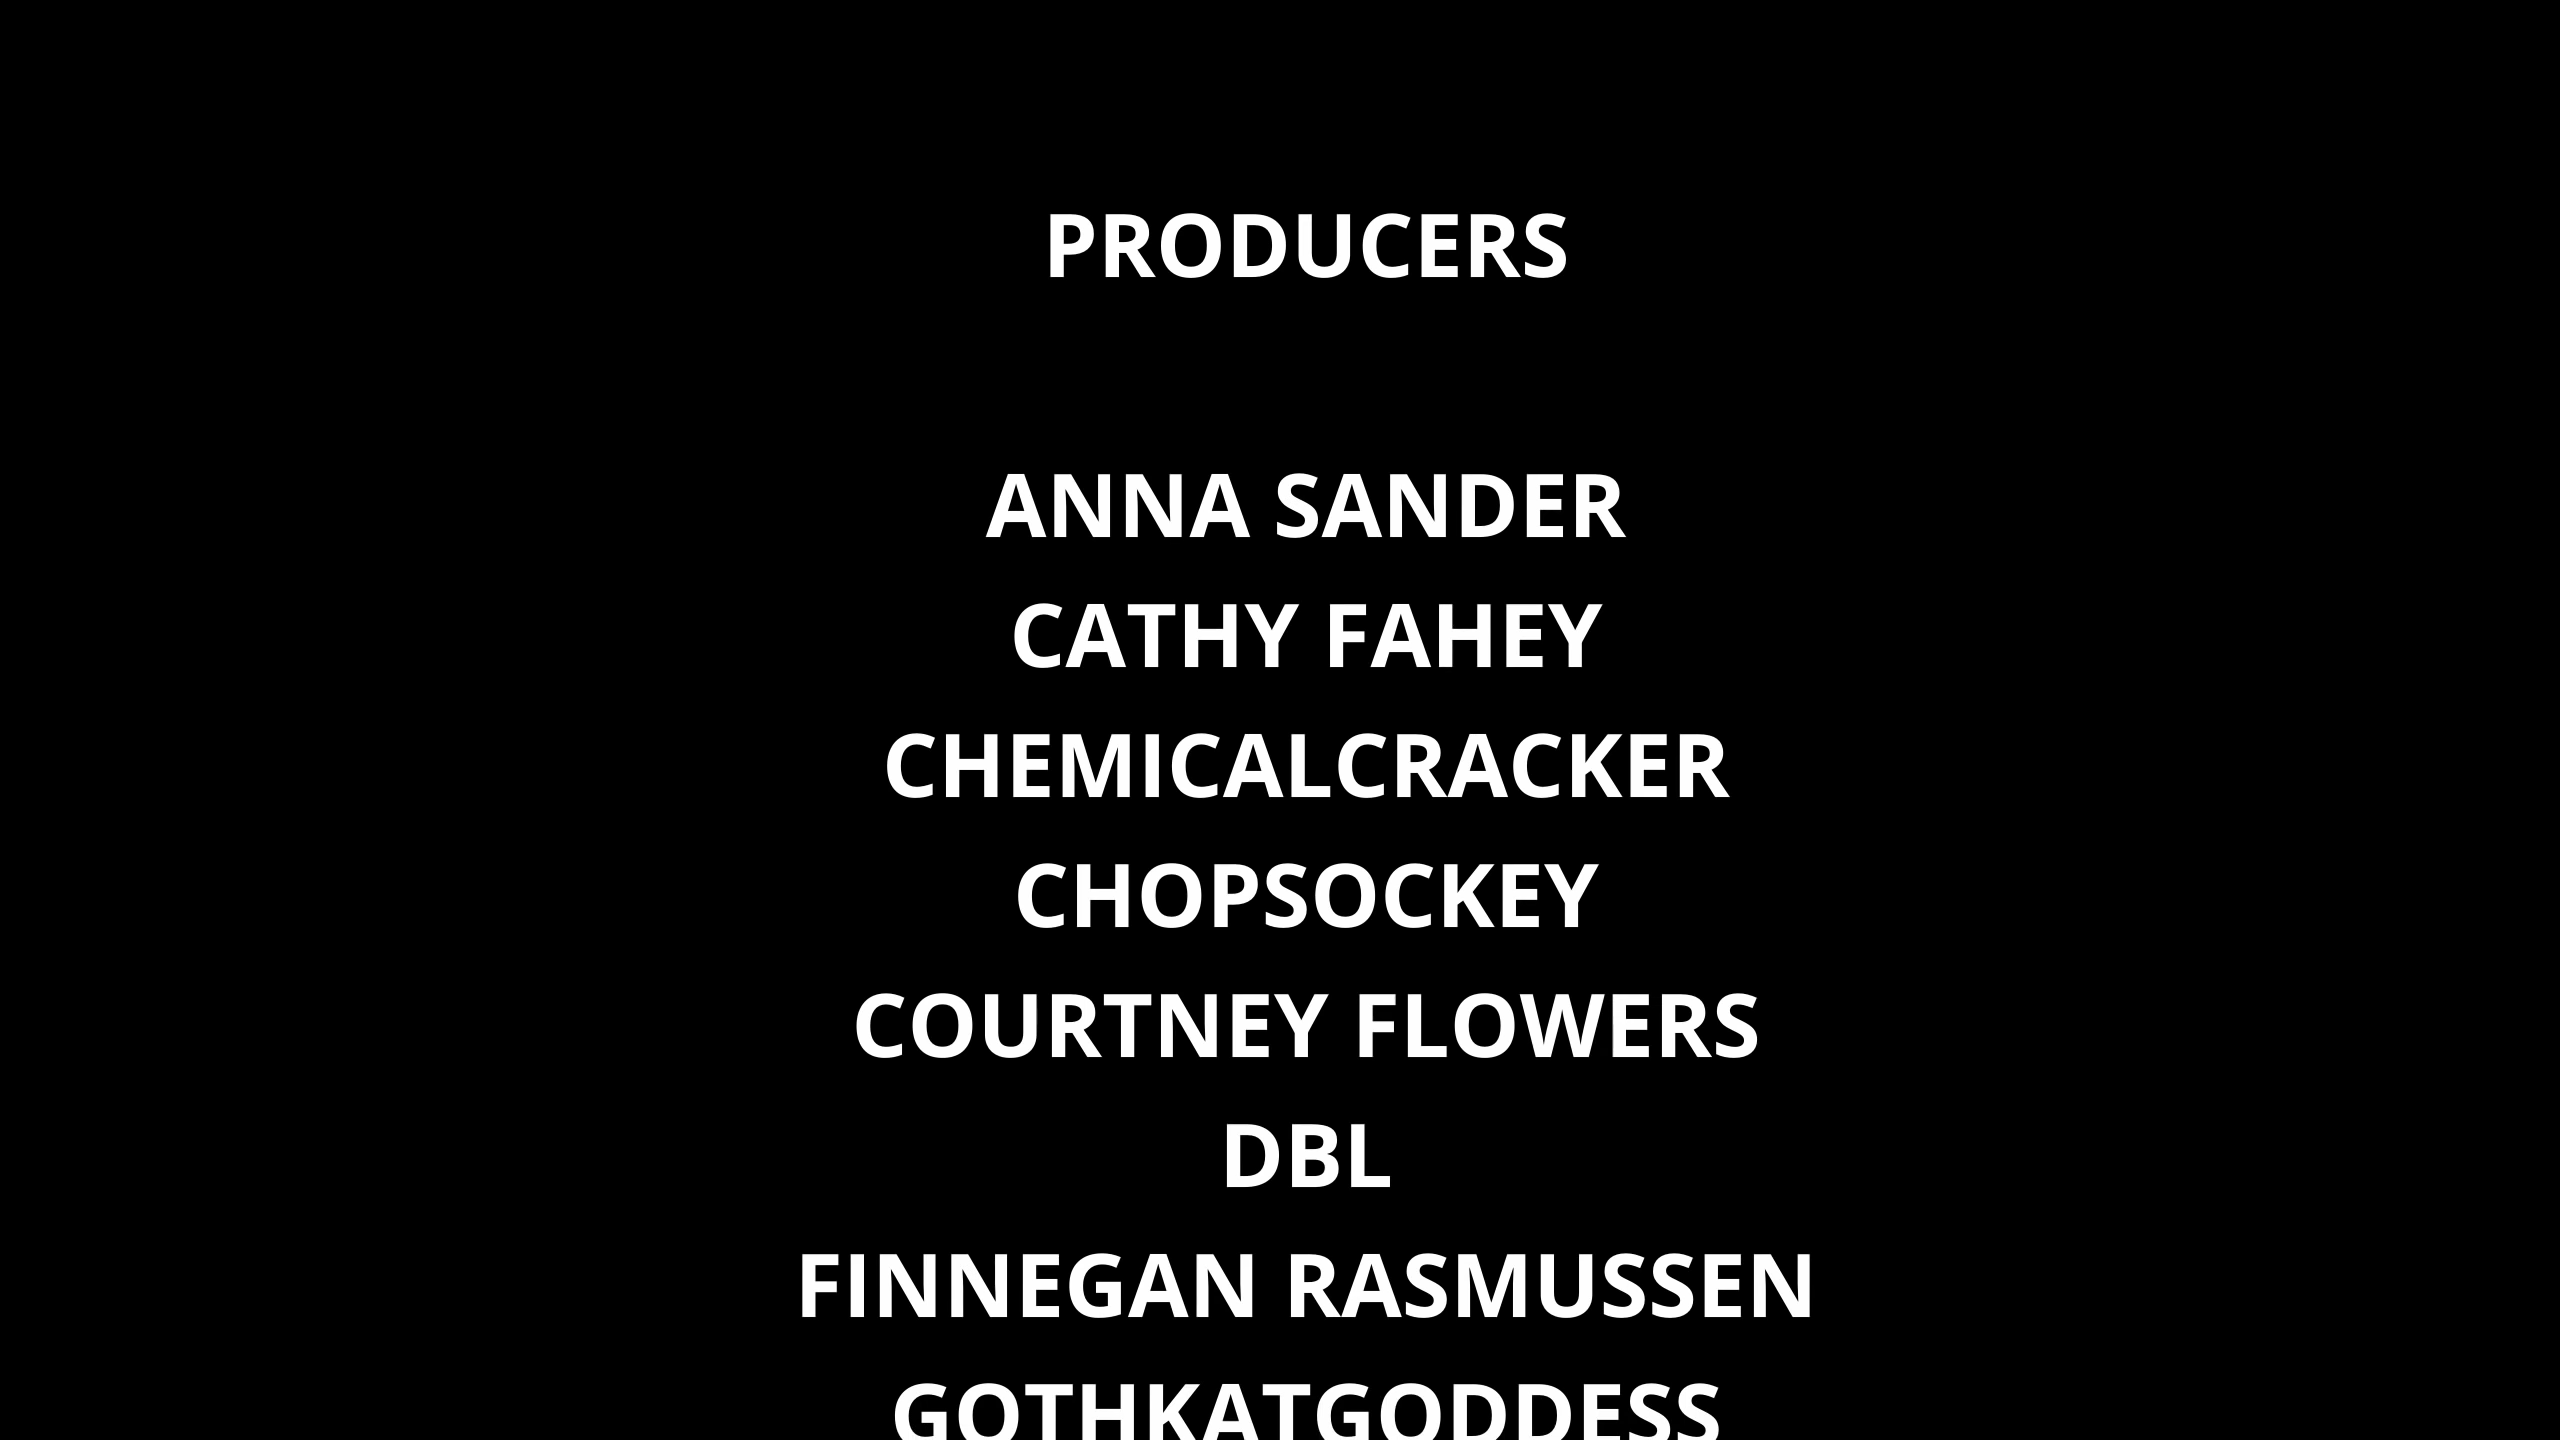 PRODUCERS
ANNA SANDER
CATHY FAHEY
CHEMICALCRACKER
CHOPSOCKEY
COURTNEY FLOWERS
DBL
FINNEGAN RASMUSSEN
GOTHKATGODDESS